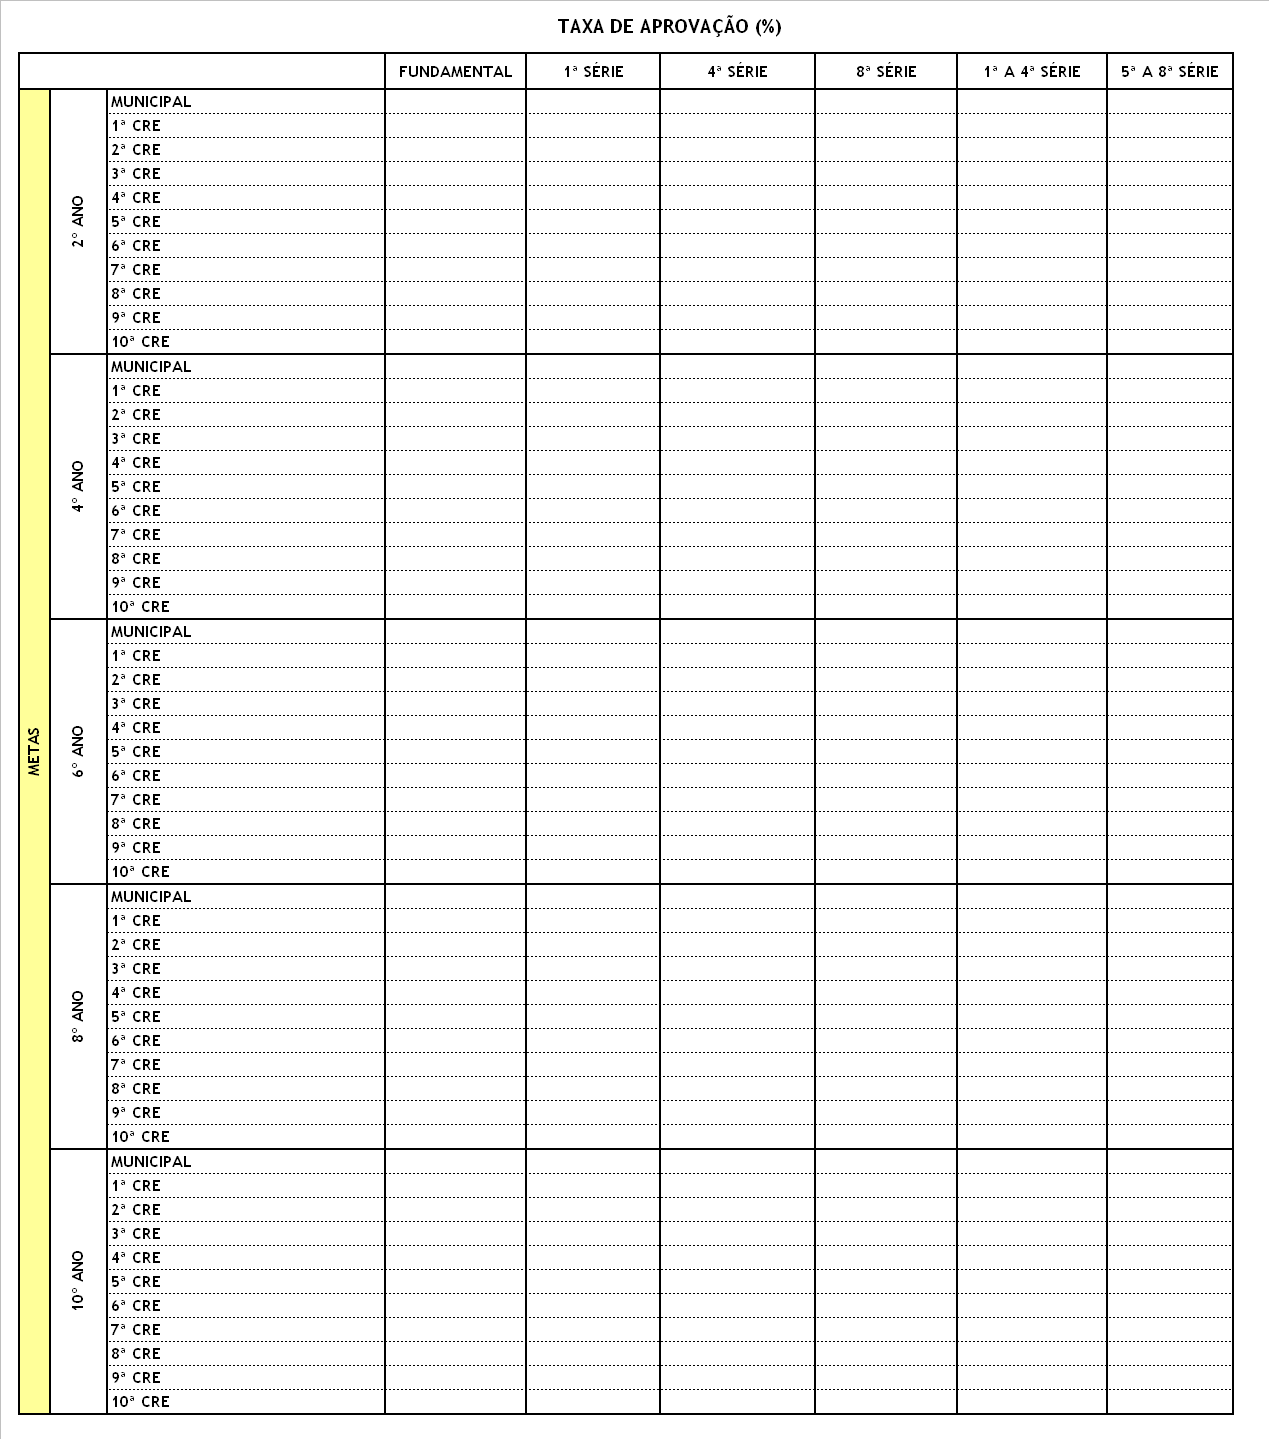 TAXA DE APROVAÇÃO (%)
FUNDAMENTAL 1ª SÉRIE 4ª SÉRIE 8ª SÉRIE 1ª A 4ª SÉRIE 5ª A 8ª SÉRIE
METAS
2° ANO
MUNICIPAL
1ª CRE
2ª CRE
3ª CRE
4ª CRE
5ª CRE
6ª CRE
7ª CRE
8ª CRE
9ª CRE
10ª CRE
4° ANO
MUNICIPAL
1ª CRE
2ª CRE
3ª CRE
4ª CRE
5ª CRE
6ª CRE
7ª CRE
8ª CRE
9ª CRE
10ª CRE
6° ANO
MUNICIPAL
1ª CRE
2ª CRE
3ª CRE
4ª CRE
5ª CRE
6ª CRE
7ª CRE
8ª CRE
9ª CRE
10ª CRE
8° ANO
MUNICIPAL
1ª CRE
2ª CRE
3ª CRE
4ª CRE
5ª CRE
6ª CRE
7ª CRE
8ª CRE
9ª CRE
10ª CRE
10° ANO
MUNICIPAL
1ª CRE
2ª CRE
3ª CRE
4ª CRE
5ª CRE
6ª CRE
7ª CRE
8ª CRE
9ª CRE
10ª CRE